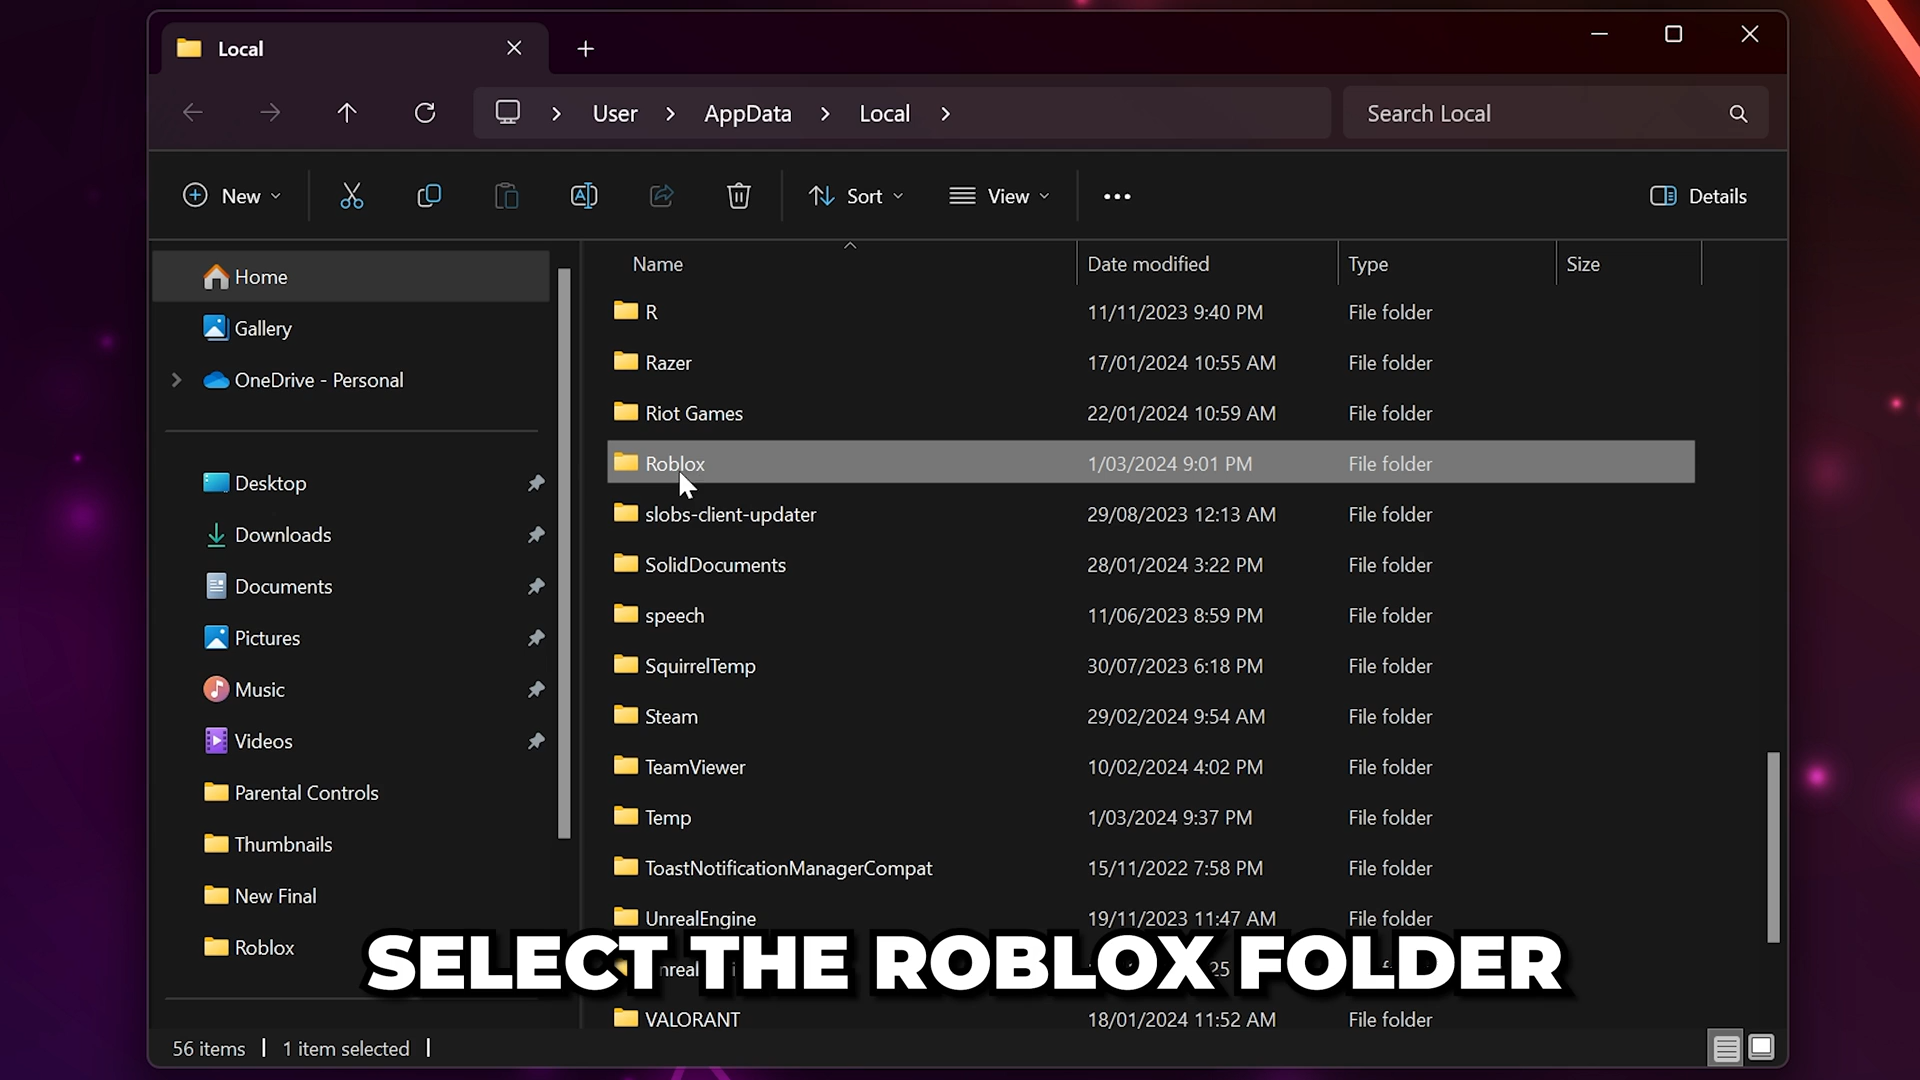 Local
User > AppData > Local >
Search Local
New
Sort
View
Details
Name Date modified Type Size
Home
Gallery
OneDrive - Personal
Desktop
Downloads
Documents
Pictures
Music
Videos
Parental Controls
Thumbnails
New Final
Roblox
R 11/11/2023 9:40 PM File folder
Razer 17/01/2024 10:55 AM File folder
Riot Games 22/01/2024 10:59 AM File folder
Roblox 1/03/2024 9:01 PM File folder
slobs-client-updater 29/08/2023 12:13 AM File folder
SolidDocuments 28/01/2024 3:22 PM File folder
speech 11/06/2023 8:59 PM File folder
SquirrelTemp 30/07/2023 6:18 PM File folder
Steam 29/02/2024 9:54 AM File folder
TeamViewer 10/02/2024 4:02 PM File folder
Temp 1/03/2024 9:37 PM File folder
ToastNotificationManagerCompat 15/11/2022 7:58 PM File folder
UnrealEngine 19/11/2023 11:47 AM File folder
SELECT THE ROBLOX FOLDER
VALORANT 18/01/2024 11:52 AM File folder
56 items | 1 item selected |